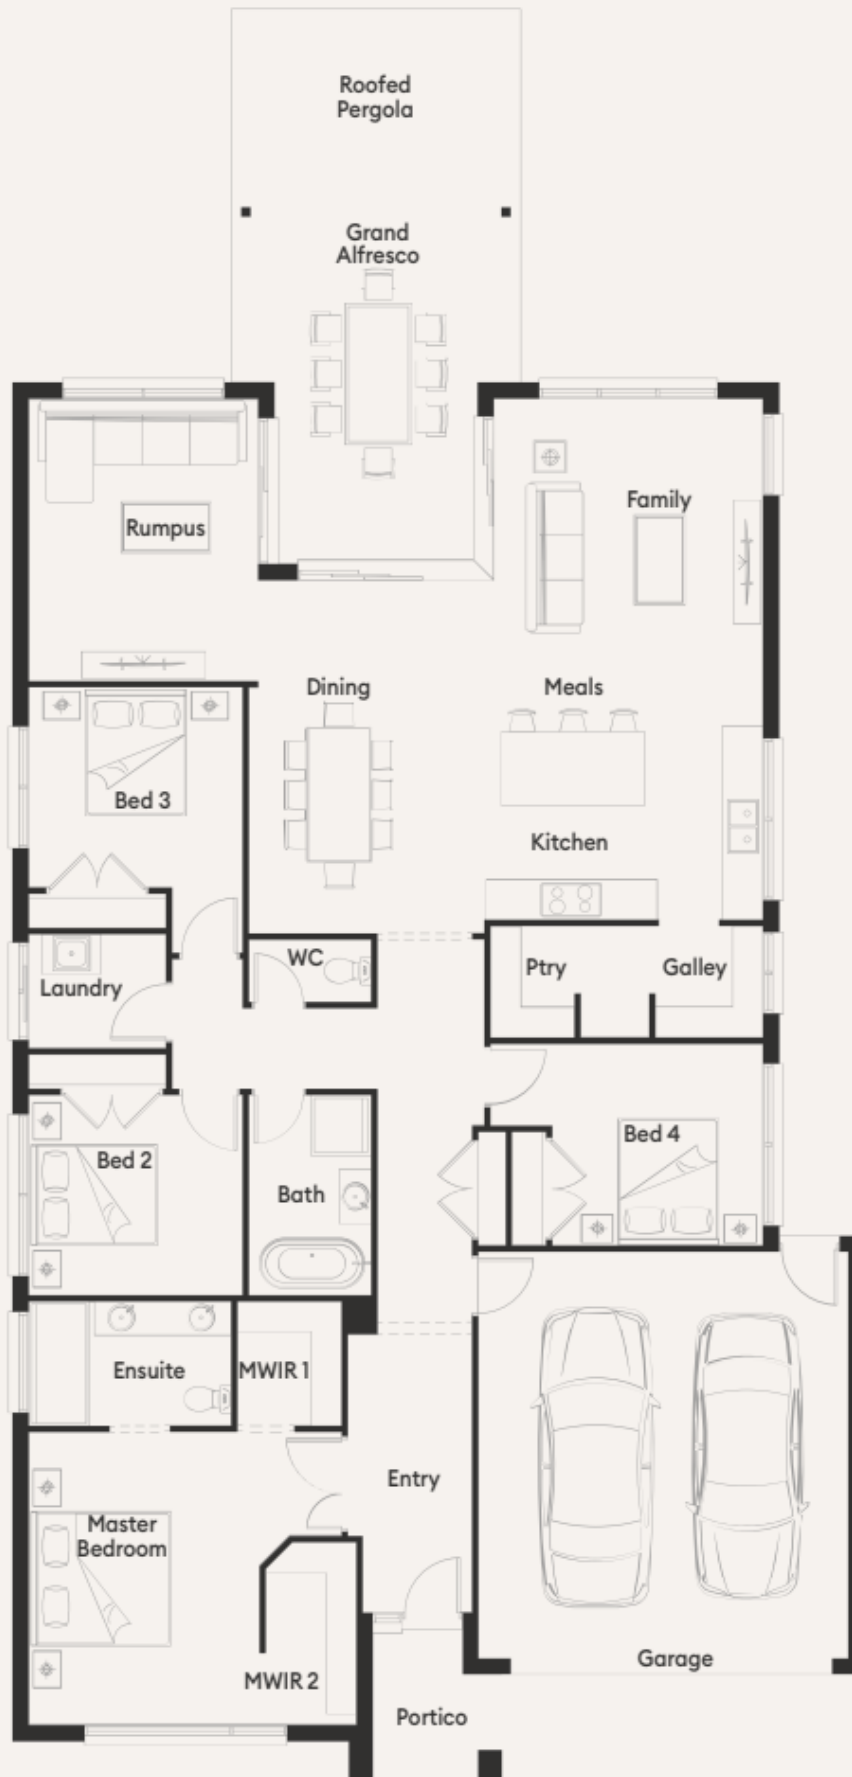 Roofed
Pergola
Grand
Alfresco
Family
Rumpus
Dining
Meals
Bed 3
Kitchen
WC
Ptry
Galley
Laundry
Bed 4
Bed 2
Bath
Ensuite
MWIR 1
Entry
Master
Bedroom
Garage
MWIR 2
Portico